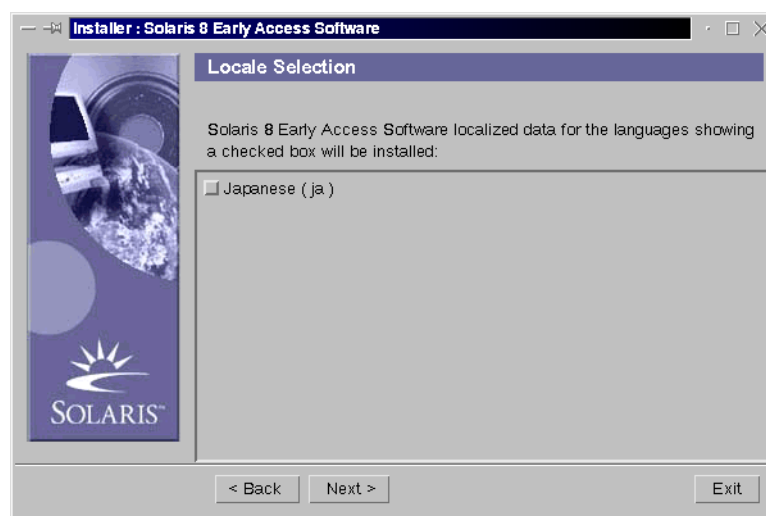 Installer : Solaris 8 Early Access Software
Locale Selection
Solaris 8 Early Access Software localized data for the languages showing
a checked box will be installed:
Japanese ( ja )
SOLARIS™
< Back
Next >
Exit